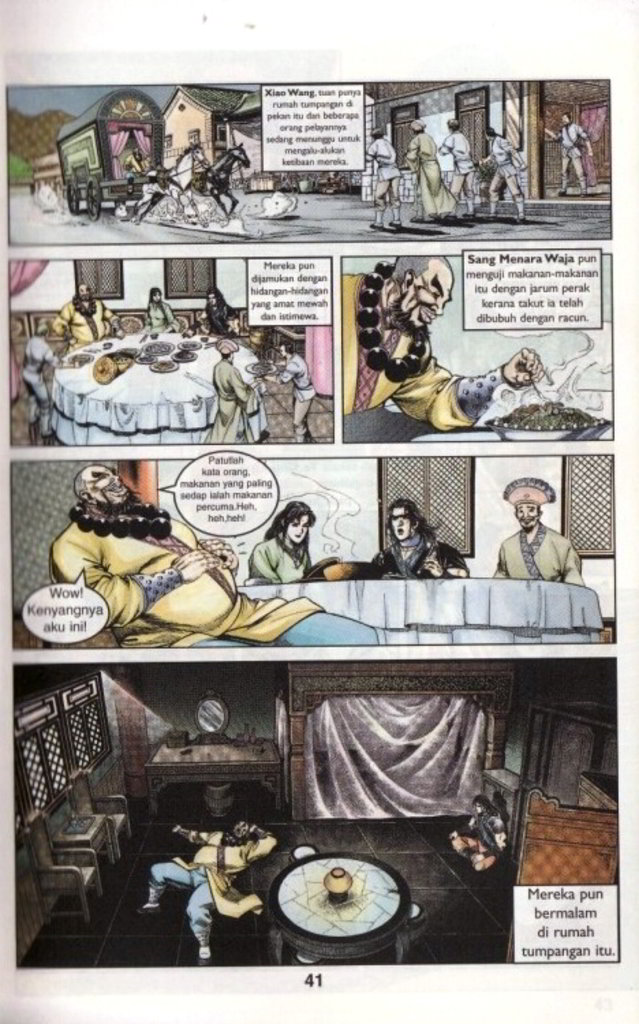 Xiao Wang, tuan punya
rumah tumpangan di
pekan itu dan beberapa
orang pelayannya
sedang menunggu untuk
mengalu-alukan
ketibaan mereka.
Mereka pun
dijamukan dengan
hidangan-hidangan
yang amat mewah
dan istimewa.
Sang Menara Waja pun
menguji makanan-makanan
itu dengan jarum perak
kerana takut ia telah
dibubuh dengan racun.
Patutlah
kata orang,
makanan yang paling
sedap ialah makanan
percuma.Heh,
heh,heh!
Wow!
Kenyangnya
aku ini!
Mereka pun
bermalam
di rumah
tumpangan itu.
41